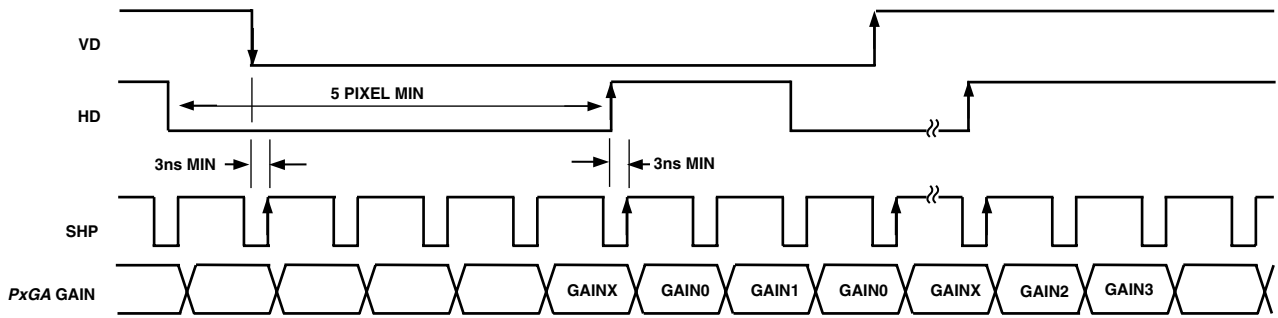 VD
5 PIXEL MIN
HD
3ns MIN
3ns MIN
SHP
PxGA GAIN
GAINX
GAIN0
GAIN1
GAIN0
GAINX
GAIN2
GAIN3